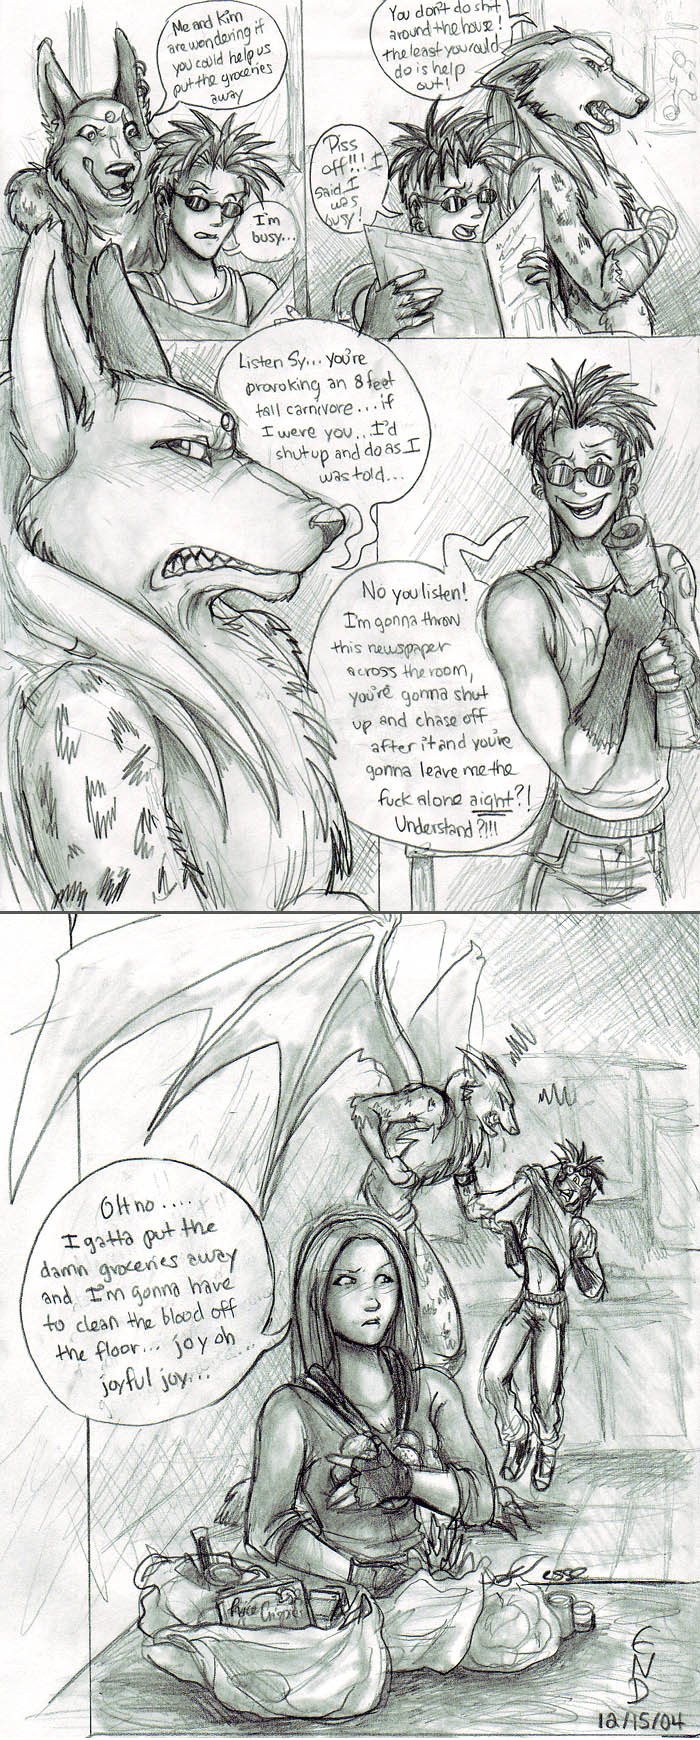 Me and Kim
are wondering if
you could help us
put the groceries
away
I'm
busy...
You don't do shit
around the house!
the least you could
do is help
out!
Piss
off!!! I
said I
was
busy!
Listen Sy... you're
provoking an 8 feet
tall carnivore... if
I were you... I'd
shut up and do as I
was told...
No you listen!
I'm gonna throw
this newspaper
across the room,
you're gonna shut
up and chase off
after it and you're
gonna leave me the
fuck alone aight?!
Understand?!!!
OH no.....
I gatta put the
damn groceries away
and I'm gonna have
to clean the blood off
the floor... joy oh
joyful joy...
Rice
Crispies
END
12/15/04